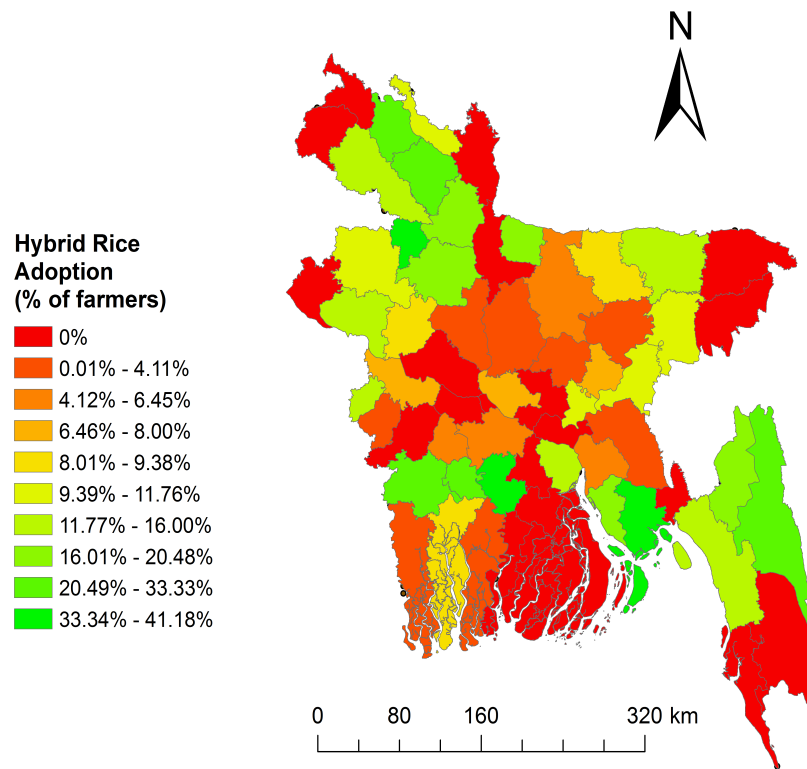 N
Hybrid Rice
Adoption
(% of farmers)
0%
0.01% - 4.11%
4.12% - 6.45%
6.46% - 8.00%
8.01% - 9.38%
9.39% - 11.76%
11.77% - 16.00%
16.01% - 20.48%
20.49% - 33.33%
33.34% - 41.18%
0 80 160 320 km